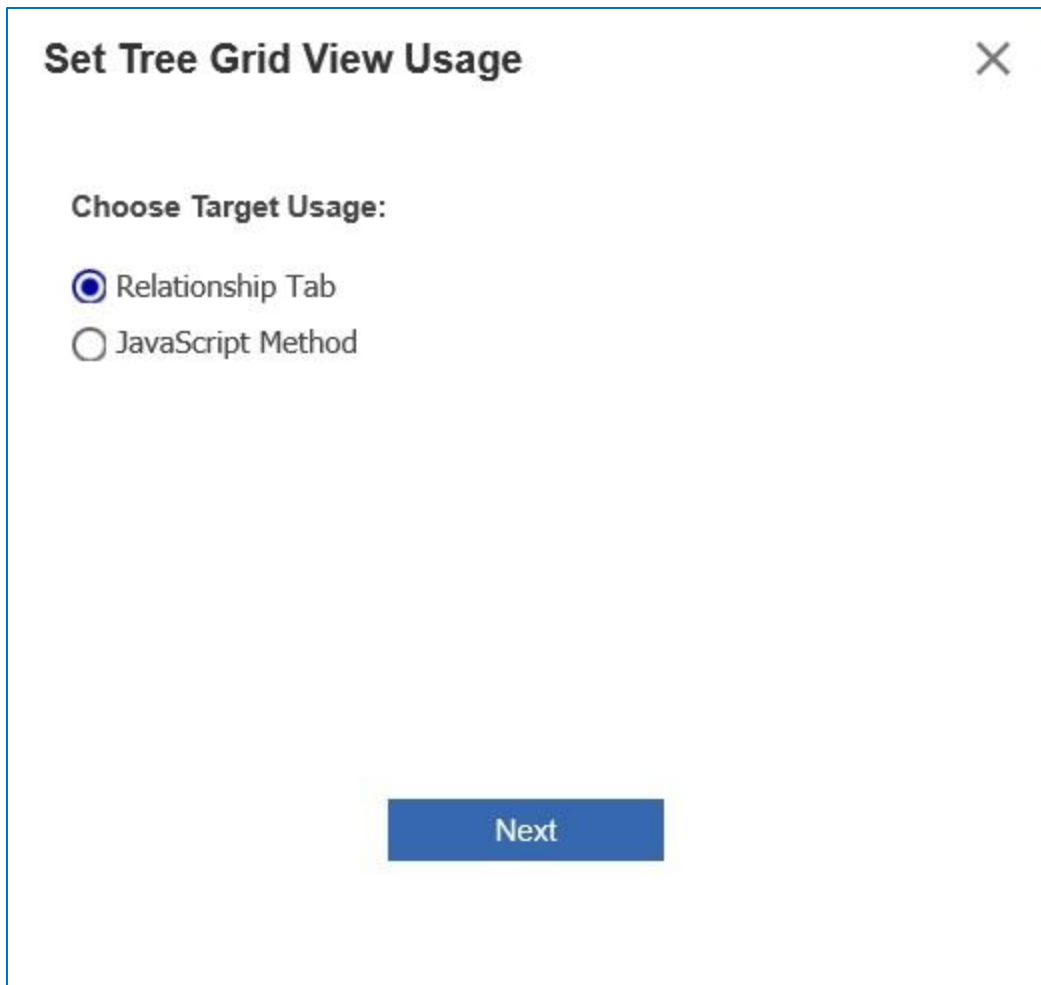 Set Tree Grid View Usage
Choose Target Usage:
Relationship Tab
JavaScript Method
Next